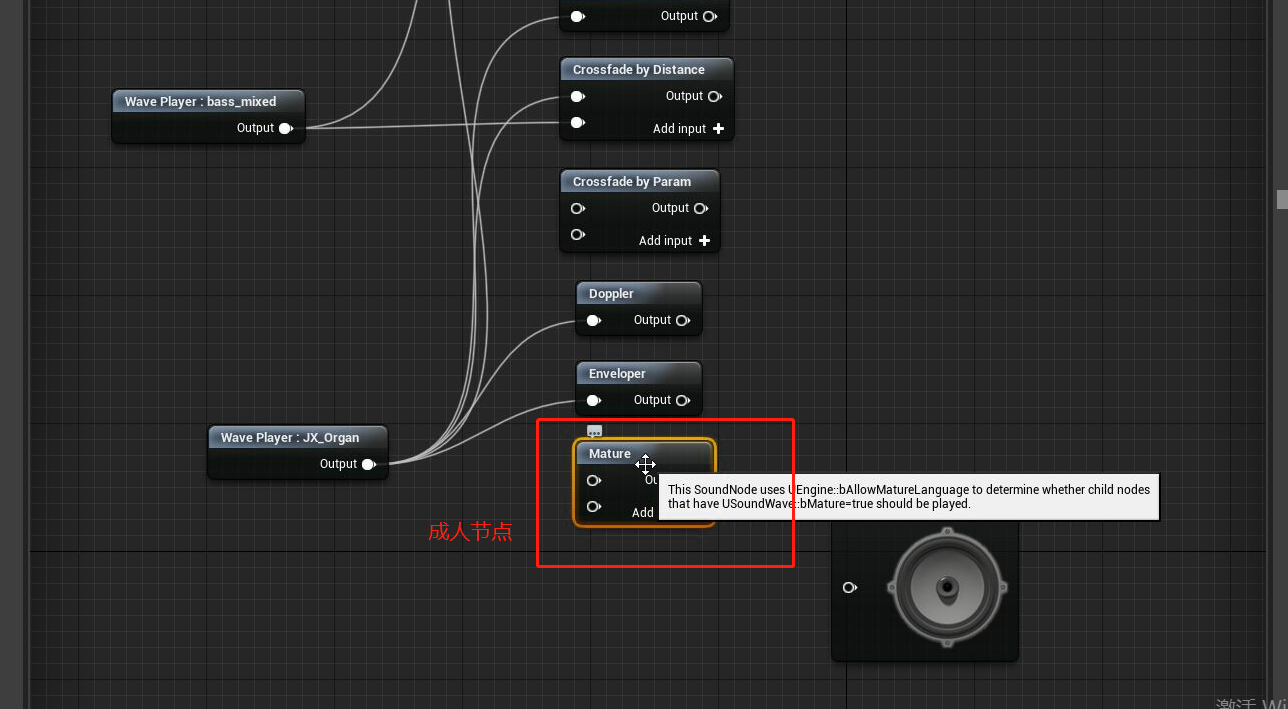 Output
Crossfade by Distance
Output
Add input
Wave Player : bass_mixed
Output
Crossfade by Param
Output
Add input
Doppler
Output
Enveloper
Output
Wave Player : JX_Organ
Output
Mature
This SoundNode uses UEngine::bAllowMatureLanguage to determine whether child nodes
that have USoundWave::bMature=true should be played.
Add
成人节点
激活 Wi